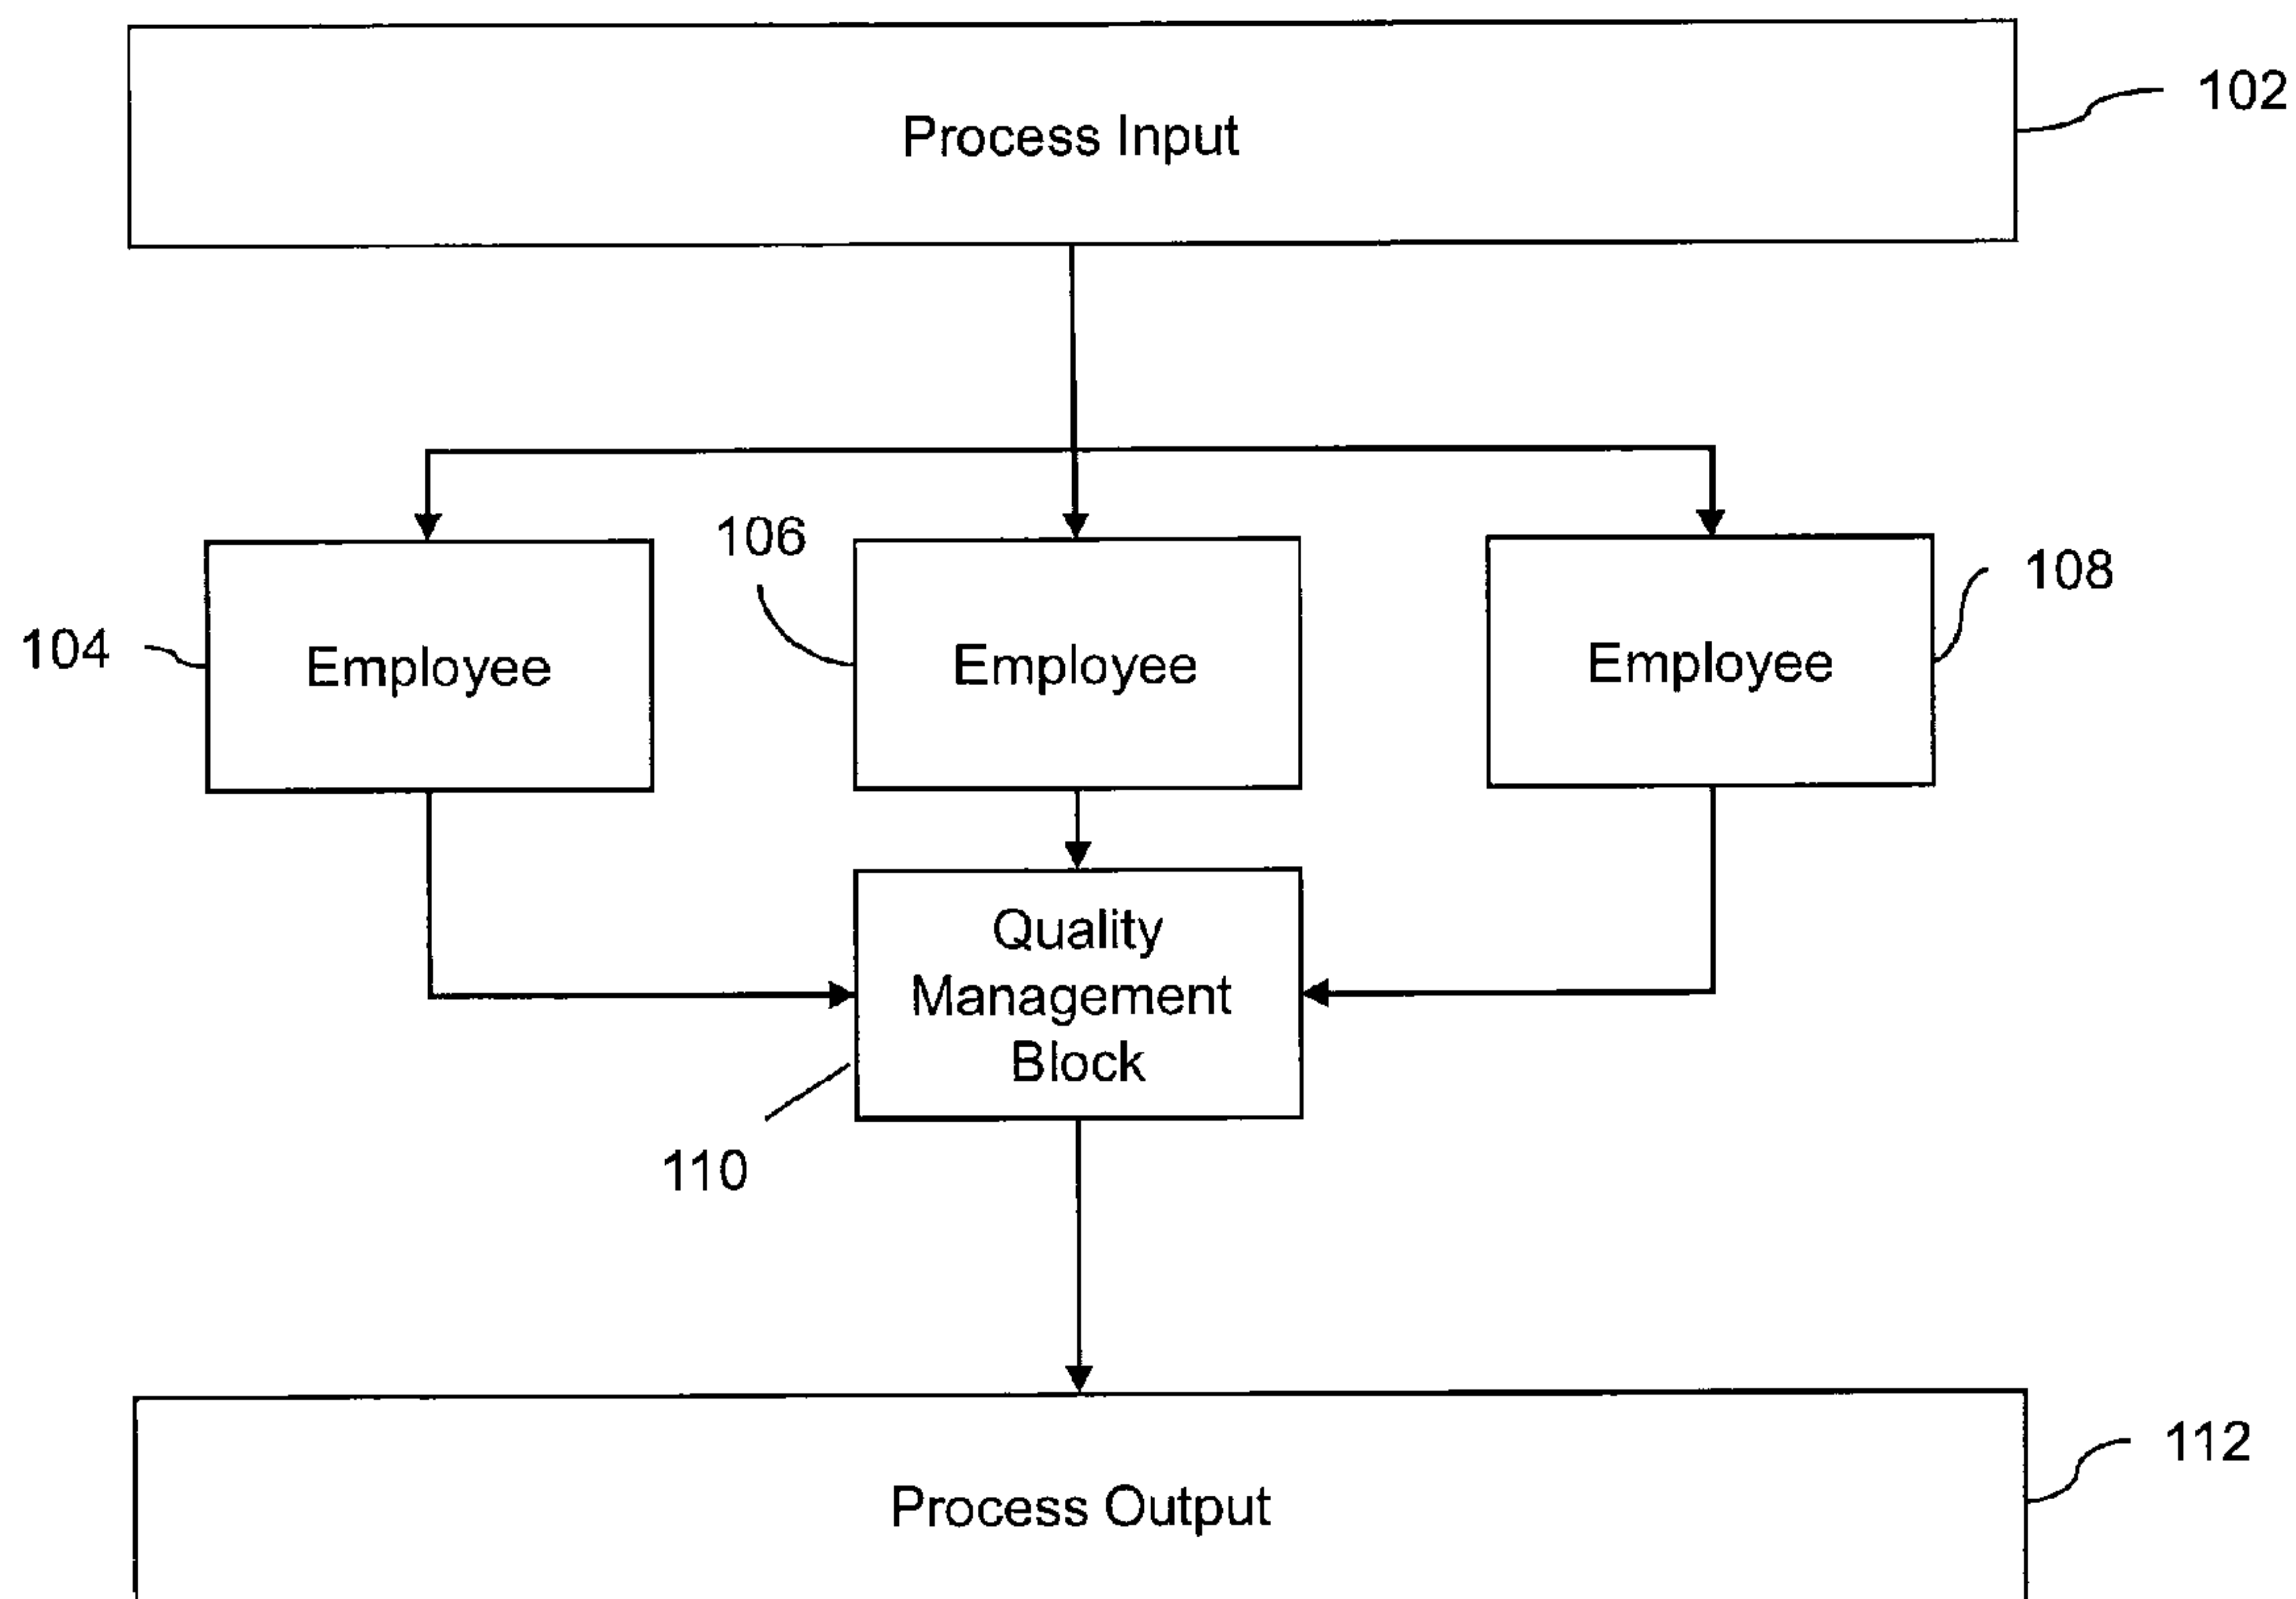 Process Input
102
106
108
104
Employee
Employee
Employee
Quality
Management
Block
110
112
Process Output